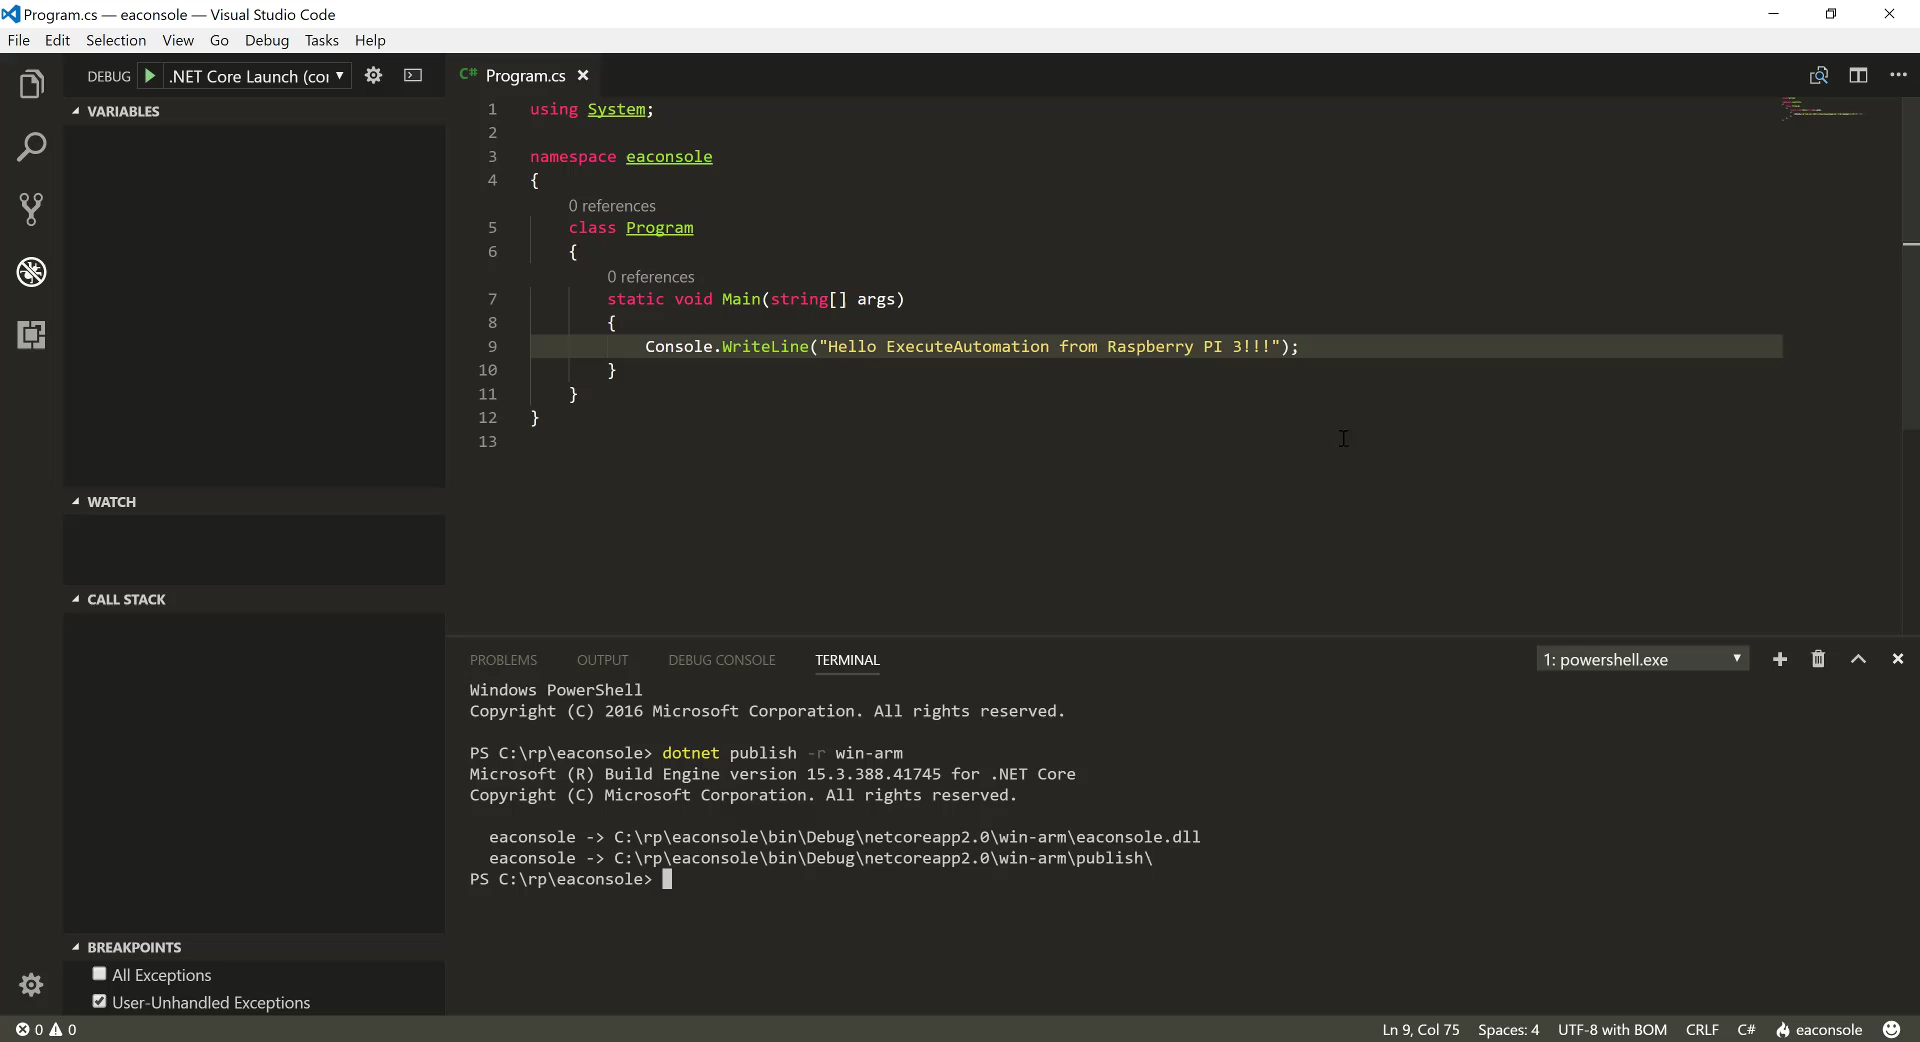 Program.cs — eaconsole — Visual Studio Code
File Edit Selection View Go Debug Tasks Help
DEBUG .NET Core Launch (co
VARIABLES
WATCH
CALL STACK
BREAKPOINTS
All Exceptions
User-Unhandled Exceptions
C# Program.cs
1 using System;
2
3 namespace eaconsole
4 {
0 references
5 class Program
6 {
0 references
7 static void Main(string[] args)
8 {
9 Console.WriteLine("Hello ExecuteAutomation from Raspberry PI 3!!!");
10 }
11 }
12 }
13
PROBLEMS OUTPUT DEBUG CONSOLE TERMINAL 1: powershell.exe
Windows PowerShell
Copyright (C) 2016 Microsoft Corporation. All rights reserved.
PS C:\rp\eaconsole> dotnet publish -r win-arm
Microsoft (R) Build Engine version 15.3.388.41745 for .NET Core
Copyright (C) Microsoft Corporation. All rights reserved.
eaconsole -> C:\rp\eaconsole\bin\Debug\netcoreapp2.0\win-arm\eaconsole.dll
eaconsole -> C:\rp\eaconsole\bin\Debug\netcoreapp2.0\win-arm\publish\
PS C:\rp\eaconsole>
0 0 Ln 9, Col 75 Spaces: 4 UTF-8 with BOM CRLF C# eaconsole